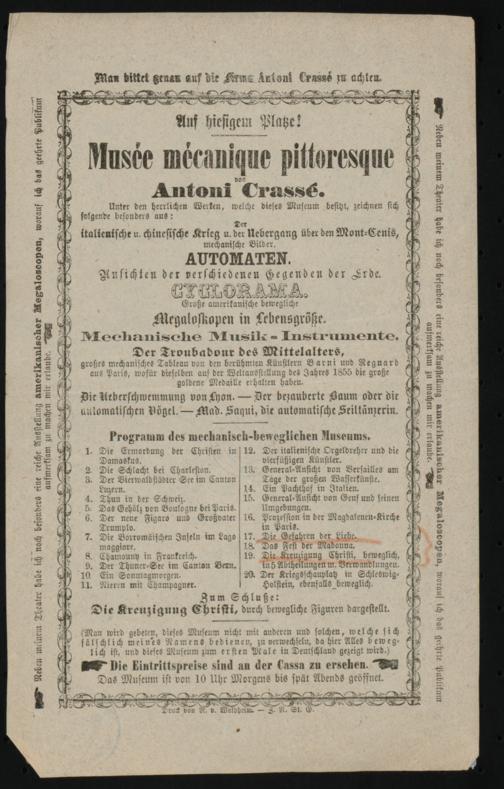 Man bittet genau auf die Firma Antoni Crassé zu achten.
Auf hiesigem Platze!
Musée mécanique pittoresque
von
Antoni Crassé.
Unter den herrlichen Werken, welche dieses Museum besitzt, zeichnen sich
folgende besonders aus:
Der
italienische u. chinesische Krieg u. der Uebergang über den Mont-Cenis,
mechanische Bilder.
AUTOMATEN.
Ansichten der verschiedenen Gegenden der Erde.
CYCLORAMA.
Große amerikanische bewegliche
Megaloskopen in Lebensgröße.
Mechanische Musik-Instrumente.
Der Troubadour des Mittelalters,
großes mechanisches Tableau von den berühmten Künstlern Barni und Regnard
aus Paris, wofür dieselben auf der Weltausstellung des Jahres 1855 die große
goldene Medaille erhalten haben.
Die Ueberschwemmung von Lyon. — Der bezauberte Baum oder die
automatischen Vögel. — Mad. Saqui, die automatische Seiltänzerin.
Programm des mechanisch-beweglichen Museums.
1. Die Ermordung der Christen in
Damaskus.
2. Die Schlacht bei Charleston.
3. Der Vierwaldstädter See im Canton
Luzern.
4. Thun in der Schweiz.
5. Das Gehölz von Boulogne bei Paris.
6. Der neue Figaro und Großvater
Trumplo.
7. Die Borromäischen Inseln im Lago
maggiore.
8. Chamouny in Frankreich.
9. Der Thuner-See im Canton Bern.
10. Ein Sonntagmorgen.
11. Nieren mit Champagner.
12. Der italienische Orgeldreher und die
vierfüßigen Künstler.
13. General-Ansicht von Versailles am
Tage der großen Wasserkünste.
14. Ein Pachthof in Italien.
15. General-Ansicht von Genf und seinen
Umgebungen.
16. Prozession in der Magdalenen-Kirche
in Paris.
17. Die Gefahren der Liebe.
18. Das Fest der Madonna.
19. Die Kreuzigung Christi, beweglich,
in 5 Abtheilungen u. Verwandlungen.
20. Der Kriegsschauplatz in Schleswig-
Holstein, ebenfalls beweglich.
Zum Schluße:
Die Kreuzigung Christi, durch bewegliche Figuren dargestellt.
(Man wird gebeten, dieses Museum nicht mit anderen und solchen, welche sich
fälschlich meines Namens bedienen, zu verwechseln, da hier Alles beweg-
lich ist, und dieses Museum zum ersten Male in Deutschland gezeigt wird.)
Die Eintrittspreise sind an der Cassa zu ersehen.
Das Museum ist von 10 Uhr Morgens bis spät Abends geöffnet.
Druck von R. v. Waldheim. — J. N. St. G.
Neben meinem Theater habe ich noch besonders eine reiche Ausstellung amerikanischer Megaloscopen, worauf ich das geehrte Publikum
aufmerksam zu machen mir erlaube.
Neben meinem Theater habe ich noch besonders eine reiche Ausstellung amerikanischer Megaloscopen, worauf ich das geehrte Publikum
aufmerksam zu machen mir erlaube.